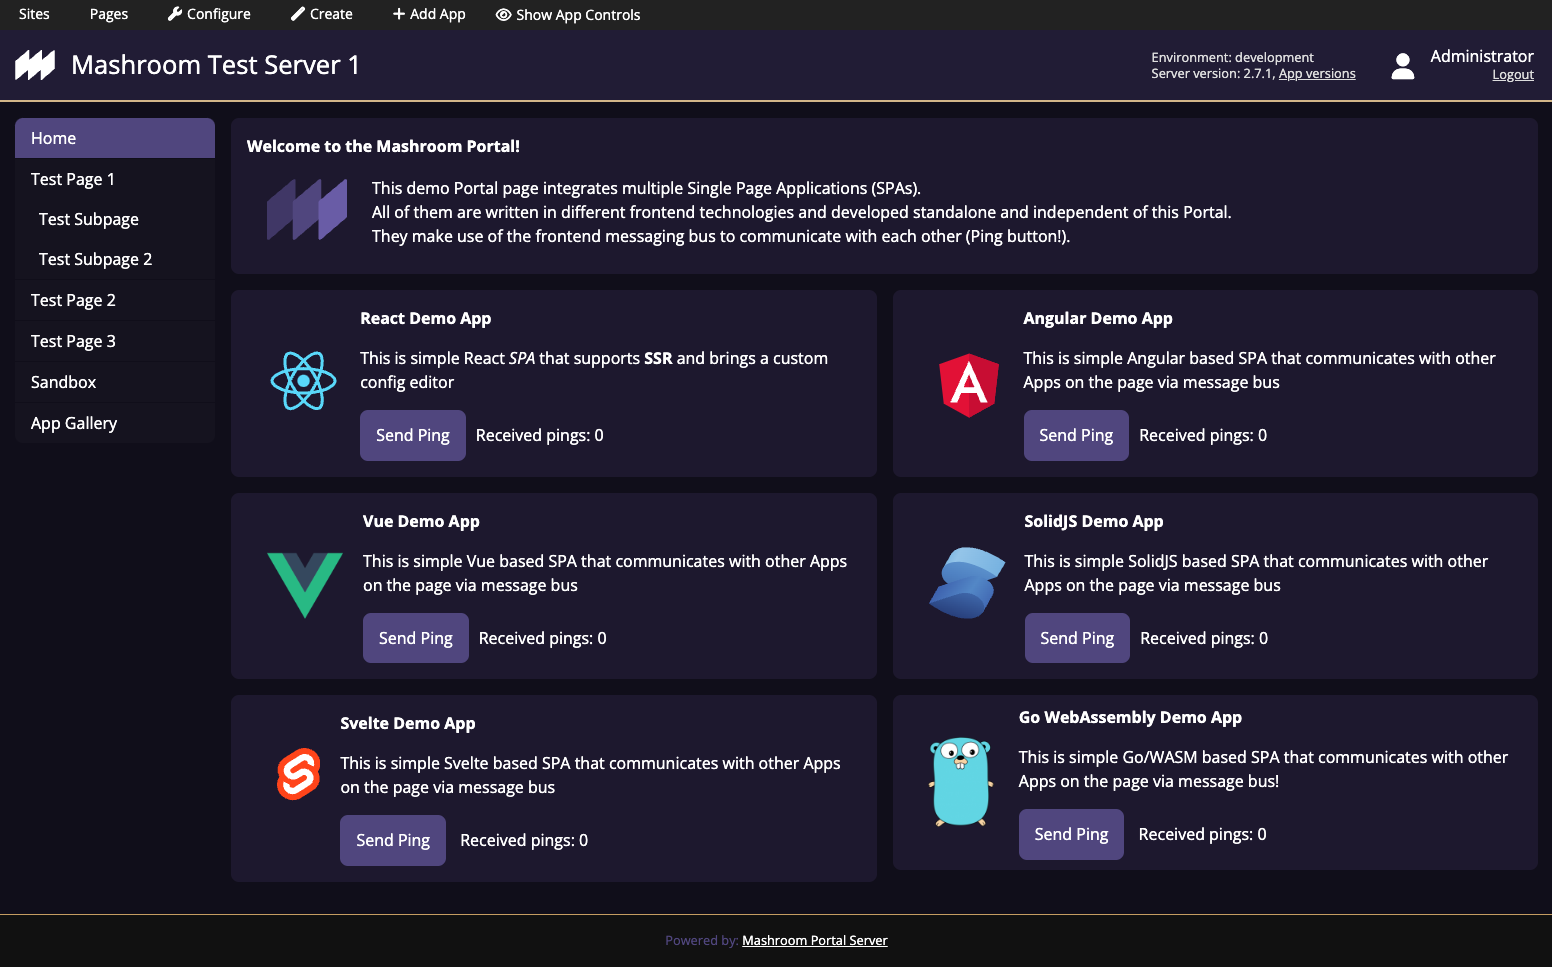 Sites Pages Configure Create Add App Show App Controls
Mashroom Test Server 1
Environment: development
Server version: 2.7.1, App versions
Administrator
Logout
Home
Test Page 1
Test Subpage
Test Subpage 2
Test Page 2
Test Page 3
Sandbox
App Gallery
Welcome to the Mashroom Portal!
This demo Portal page integrates multiple Single Page Applications (SPAs).
All of them are written in different frontend technologies and developed standalone and independent of this Portal.
They make use of the frontend messaging bus to communicate with each other (Ping button!).
React Demo App
This is simple React SPA that supports SSR and brings a custom
config editor
Send Ping Received pings: 0
Angular Demo App
This is simple Angular based SPA that communicates with other
Apps on the page via message bus
Send Ping Received pings: 0
Vue Demo App
This is simple Vue based SPA that communicates with other Apps
on the page via message bus
Send Ping Received pings: 0
SolidJS Demo App
This is simple SolidJS based SPA that communicates with other
Apps on the page via message bus
Send Ping Received pings: 0
Svelte Demo App
This is simple Svelte based SPA that communicates with other Apps
on the page via message bus
Send Ping Received pings: 0
Go WebAssembly Demo App
This is simple Go/WASM based SPA that communicates with other
Apps on the page via message bus!
Send Ping Received pings: 0
Powered by: Mashroom Portal Server